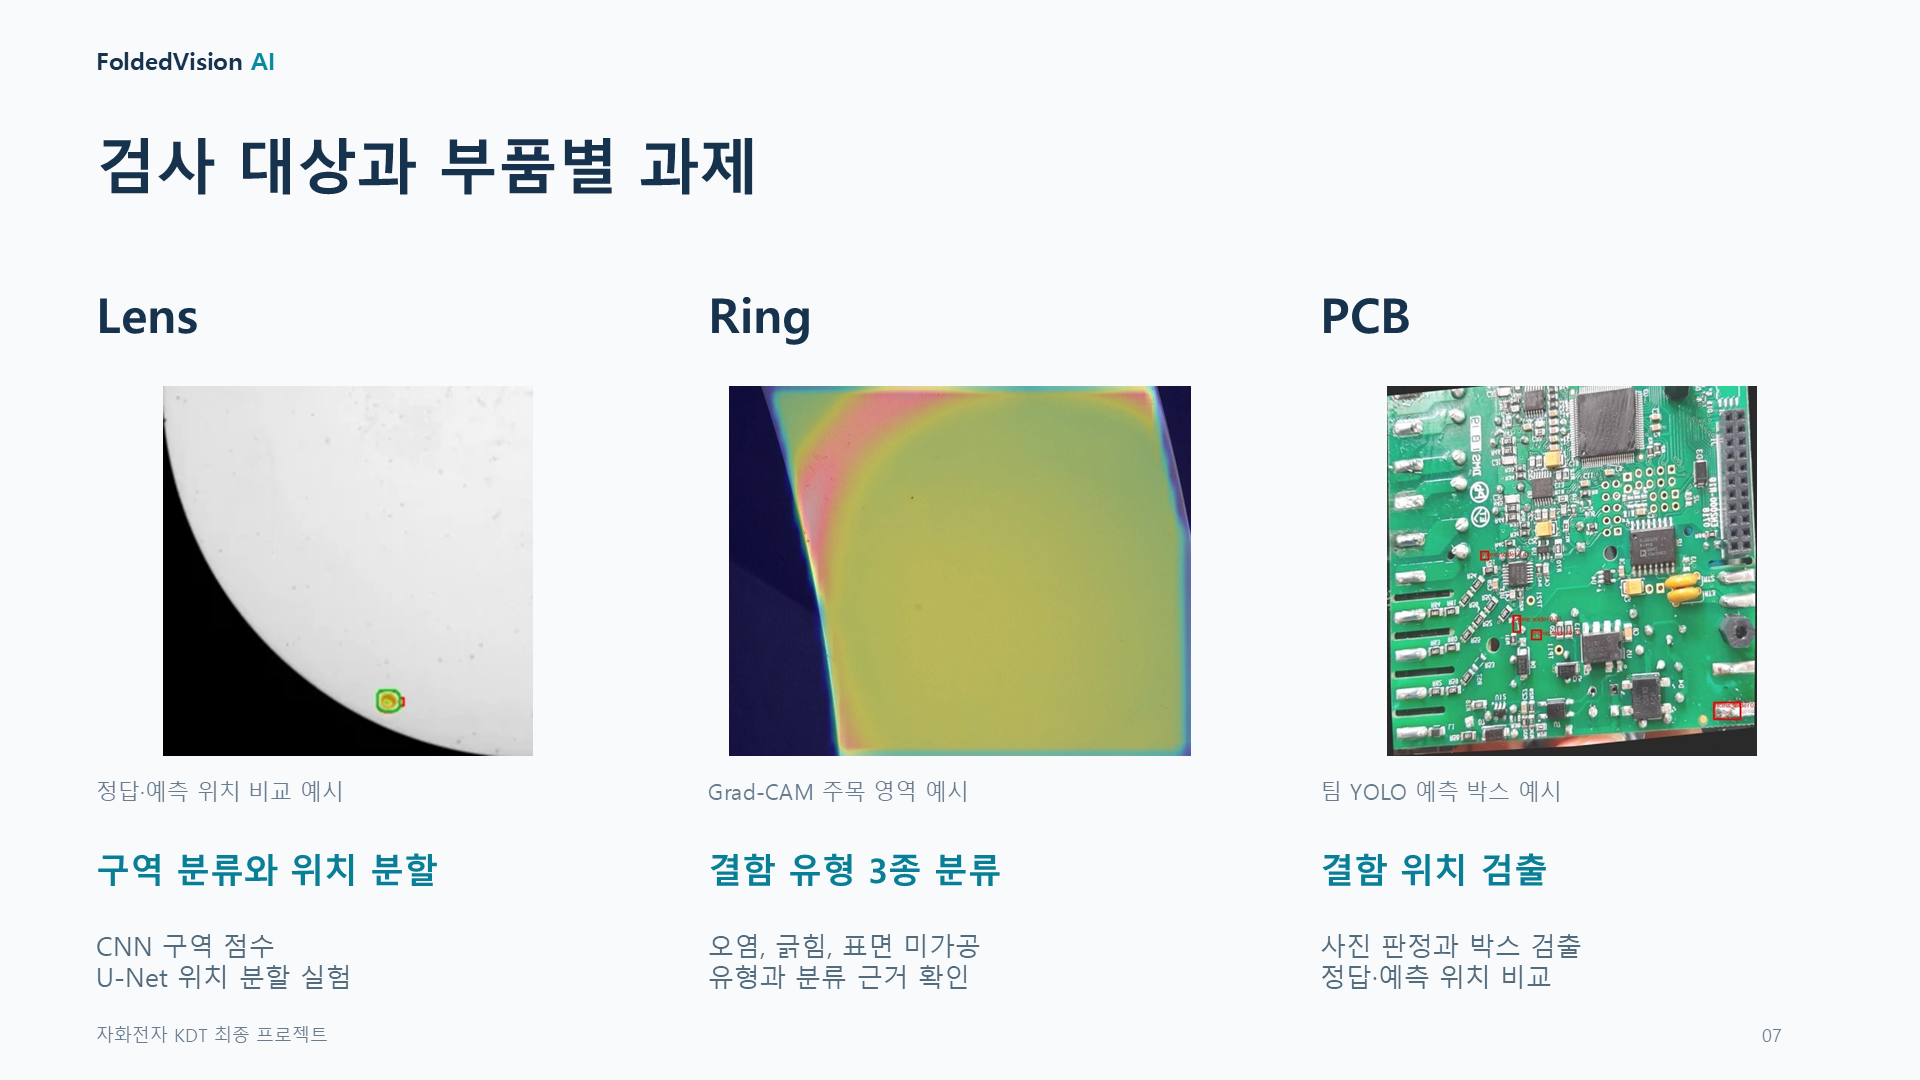 FoldedVision AI
검사 대상과 부품별 과제
Lens
Ring
PCB
정답·예측 위치 비교 예시
Grad-CAM 주목 영역 예시
팀 YOLO 예측 박스 예시
구역 분류와 위치 분할
결함 유형 3종 분류
결함 위치 검출
CNN 구역 점수
U-Net 위치 분할 실험
오염, 긁힘, 표면 미가공
유형과 분류 근거 확인
사진 판정과 박스 검출
정답·예측 위치 비교
자화전자 KDT 최종 프로젝트
07